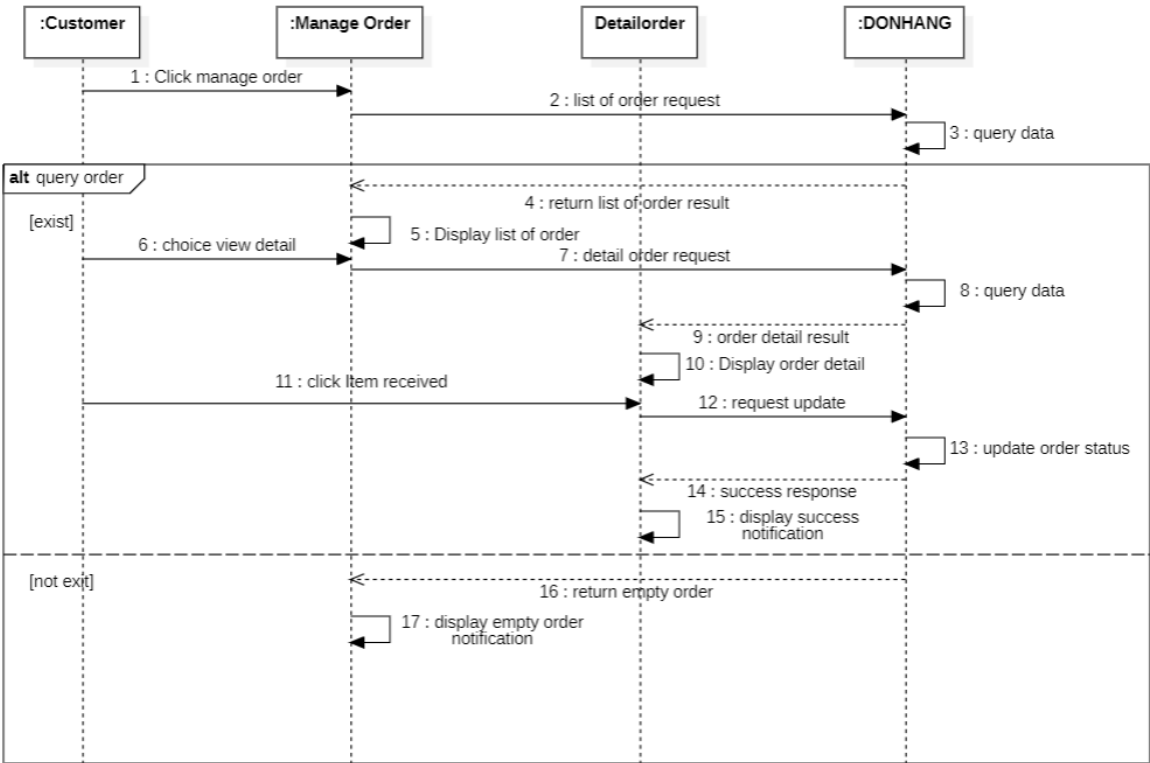 :Customer
:Manage Order
Detailorder
:DONHANG
1 : Click manage order
2 : list of order request
3 : query data
alt query order
4 : return list of order result
[exist]
5 : Display list of order
6 : choice view detail
7 : detail order request
8 : query data
9 : order detail result
10 : Display order detail
11 : click Item received
12 : request update
13 : update order status
14 : success response
15 : display success
notification
[not exit]
16 : return empty order
17 : display empty order
notification